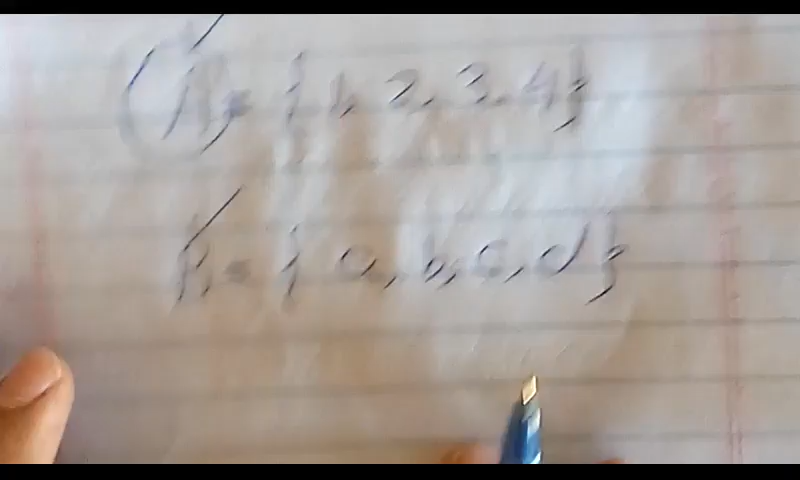 A = { 1, 2, 3, 4 }
B = { a, b, c, d }